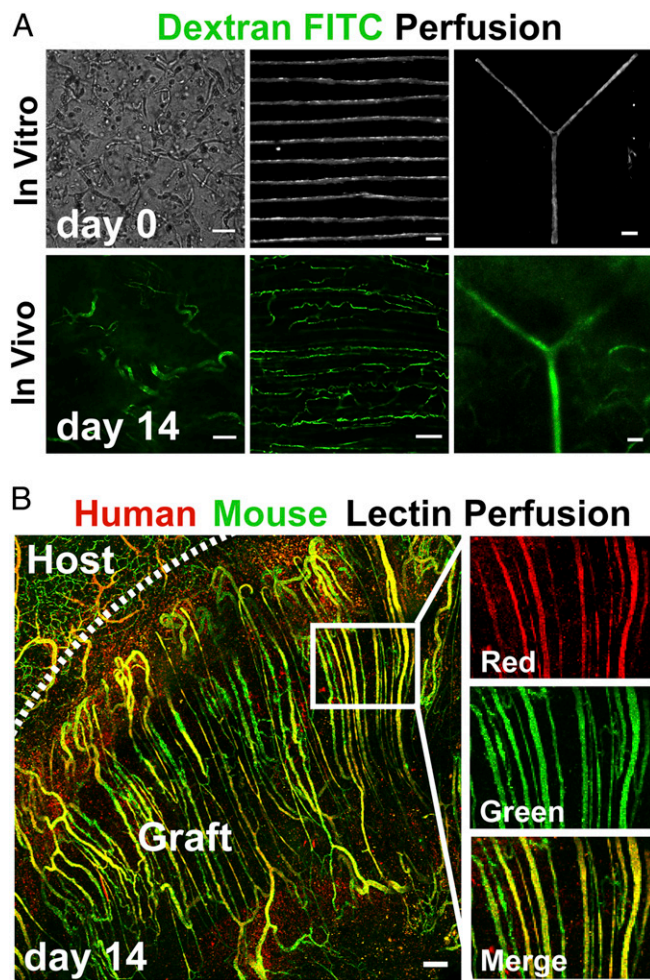 A
Dextran FITC Perfusion
In Vitro
day 0
In Vivo
day 14
B
Human Mouse Lectin Perfusion
Host
Graft
day 14
Red
Green
Merge